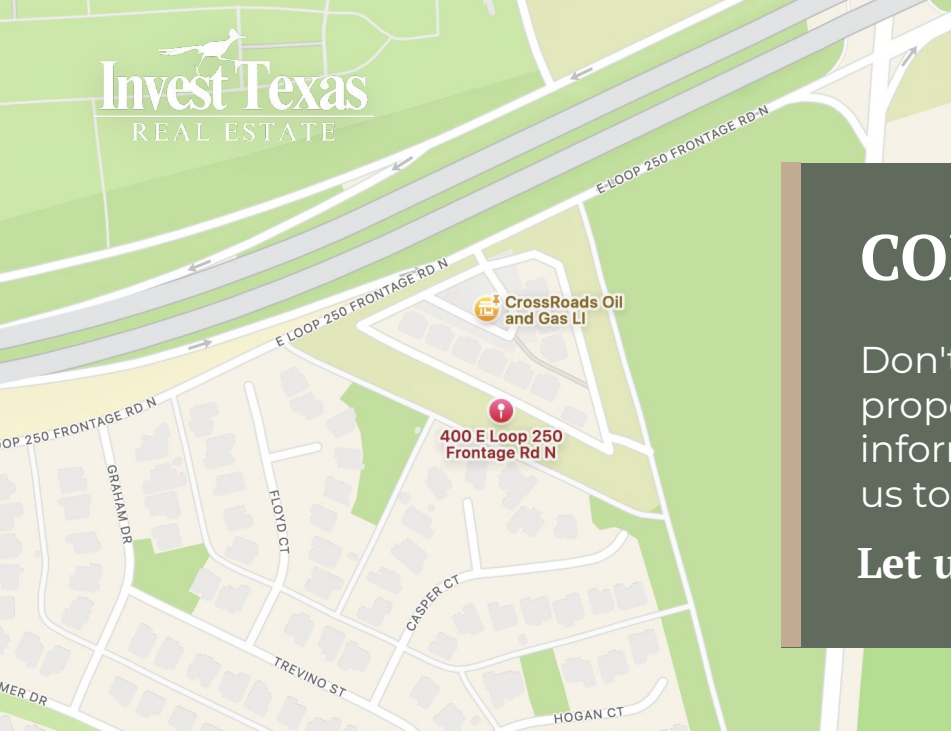 Invest Texas
REAL ESTATE
E LOOP 250 FRONTAGE RD N
CrossRoads Oil
and Gas Ll
E LOOP 250 FRONTAGE RD N
400 E Loop 250
Frontage Rd N
OOP 250 FRONTAGE RD N
GRAHAM DR
FLOYD CT
CASPER CT
TREVINO ST
MER DR
HOGAN CT
CO
Don't
prop
infor
us to
Let u